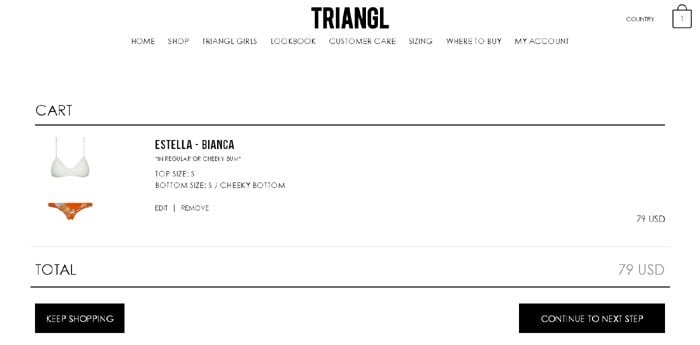 TRIANGL
COUNTRY
1
HOME SHOP TRIANGL GIRLS LOOKBOOK CUSTOMER CARE SIZING WHERE TO BUY MY ACCOUNT
CART
ESTELLA - BIANCA
*IN REGULAR OR CHEEKY BUM*
TOP SIZE: S
BOTTOM SIZE: S / CHEEKY BOTTOM
EDIT | REMOVE
79 USD
TOTAL 79 USD
KEEP SHOPPING CONTINUE TO NEXT STEP